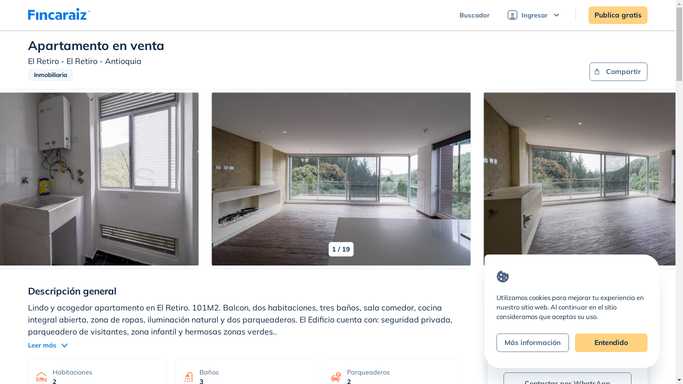 Fincaraiz
Buscador
Ingresar
Publica gratis
Apartamento en venta
El Retiro - El Retiro - Antioquia
Inmobiliaria
Compartir
1 / 19
Descripción general
Lindo y acogedor apartamento en El Retiro. 101M2. Balcon, dos habitaciones, tres baños, sala comedor, cocina
integral abierta, zona de ropas, iluminación natural y dos parqueaderos. El Edificio cuenta con: seguridad privada,
parqueadero de visitantes, zona infantil y hermosas zonas verdes..
Leer más
Habitaciones
2
Baños
3
Parqueaderos
2
Utilizamos cookies para mejorar tu experiencia en
nuestro sitio web. Al continuar en el sitio
consideramos que aceptas su uso.
Más información
Entendido
Contactar por WhatsApp